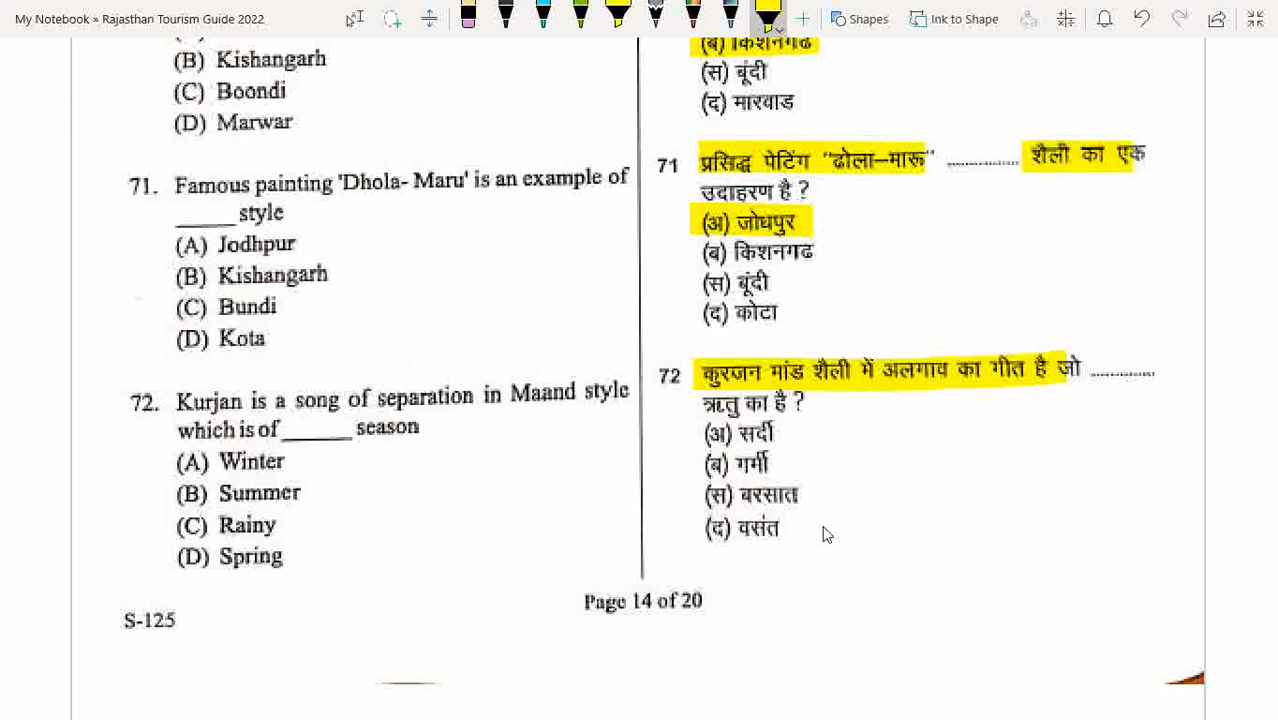 My Notebook » Rajasthan Tourism Guide 2022
Shapes
Ink to Shape
(B) Kishangarh
(C) Boondi
(D) Marwar
71. Famous painting 'Dhola- Maru' is an example of
______ style
(A) Jodhpur
(B) Kishangarh
(C) Bundi
(D) Kota
72. Kurjan is a song of separation in Maand style
which is of _______ season
(A) Winter
(B) Summer
(C) Rainy
(D) Spring
(ब) किशनगढ
(स) बूंदी
(द) मारवाड
71 प्रसिद्ध पेटिंग "ढोला–मारू" ............... शैली का एक
उदाहरण है ?
(अ) जोधपुर
(ब) किशनगढ
(स) बूंदी
(द) कोटा
72 कुरजन मांड शैली में अलगाव का गीत है जो .............
ऋतु का है ?
(अ) सर्दी
(ब) गर्मी
(स) बरसात
(द) वसंत
Page 14 of 20
S-125